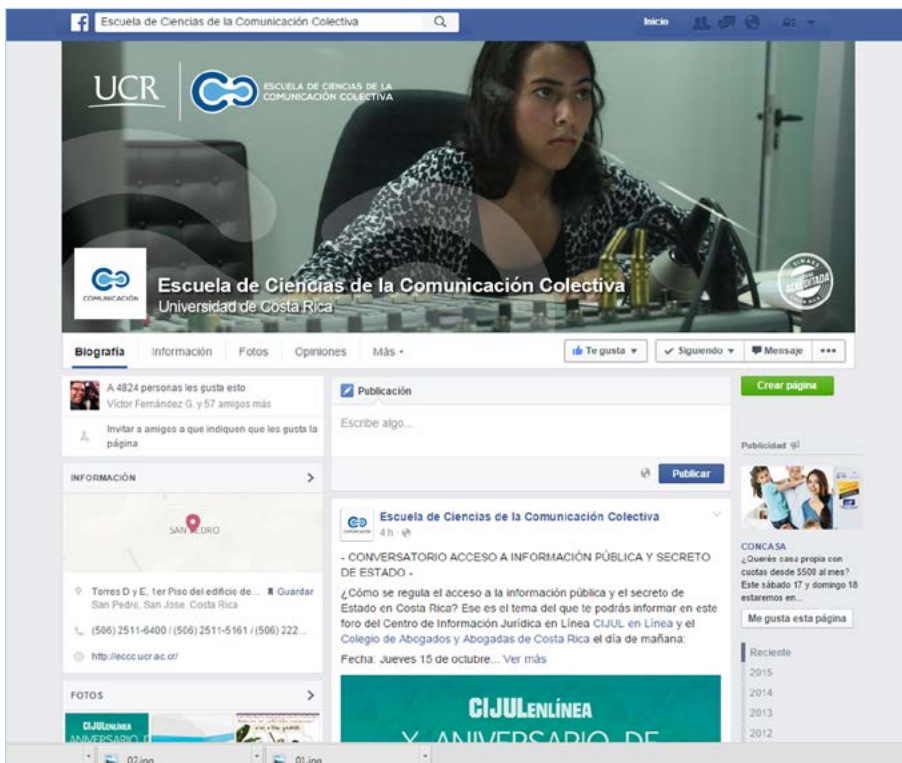 Escuela de Ciencias de la Comunicación Colectiva
Inicio
UCR
ESCUELA DE CIENCIAS DE LA
COMUNICACIÓN COLECTIVA
COMUNICACIÓN
Escuela de Ciencias de la Comunicación Colectiva
Universidad de Costa Rica
SINAES
ACREDITADA
COSTA RICA
Biografía Información Fotos Opiniones Más
Te gusta Siguiendo Mensaje
A 4824 personas les gusta esto
Víctor Fernández G. y 57 amigos más
Invitar a amigos a que indiquen que les gusta la
página
INFORMACIÓN
SAN PEDRO
Torres D y E, 1er Piso del edificio de... Guardar
San Pedro, San Jose, Costa Rica
(506) 2511-6400 / (506) 2511-5161 / (506) 222...
http://eccc.ucr.ac.cr/
FOTOS
CIJULENLÍNEA
ANIVERSARIO D
Publicación
Escribe algo...
Publicar
Escuela de Ciencias de la Comunicación Colectiva
COMUNICACIÓN
4 h
- CONVERSATORIO ACCESO A INFORMACIÓN PÚBLICA Y SECRETO
DE ESTADO -
¿Cómo se regula el acceso a la información pública y el secreto de
Estado en Costa Rica? Ese es el tema del que te podrás informar en este
foro del Centro de Información Jurídica en Línea CIJUL en Línea y el
Colegio de Abogados y Abogadas de Costa Rica el día de mañana:
Fecha: Jueves 15 de octubre... Ver más
CIJULENLÍNEA
X ANIVERSARIO DE
Crear página
Publicidad
CONCASA
¿Querés casa propia con
cuotas desde $500 al mes?
Este sábado 17 y domingo 18
estaremos en...
Me gusta esta página
Reciente
2015
2014
2013
2012
02.jpg
01.jpg